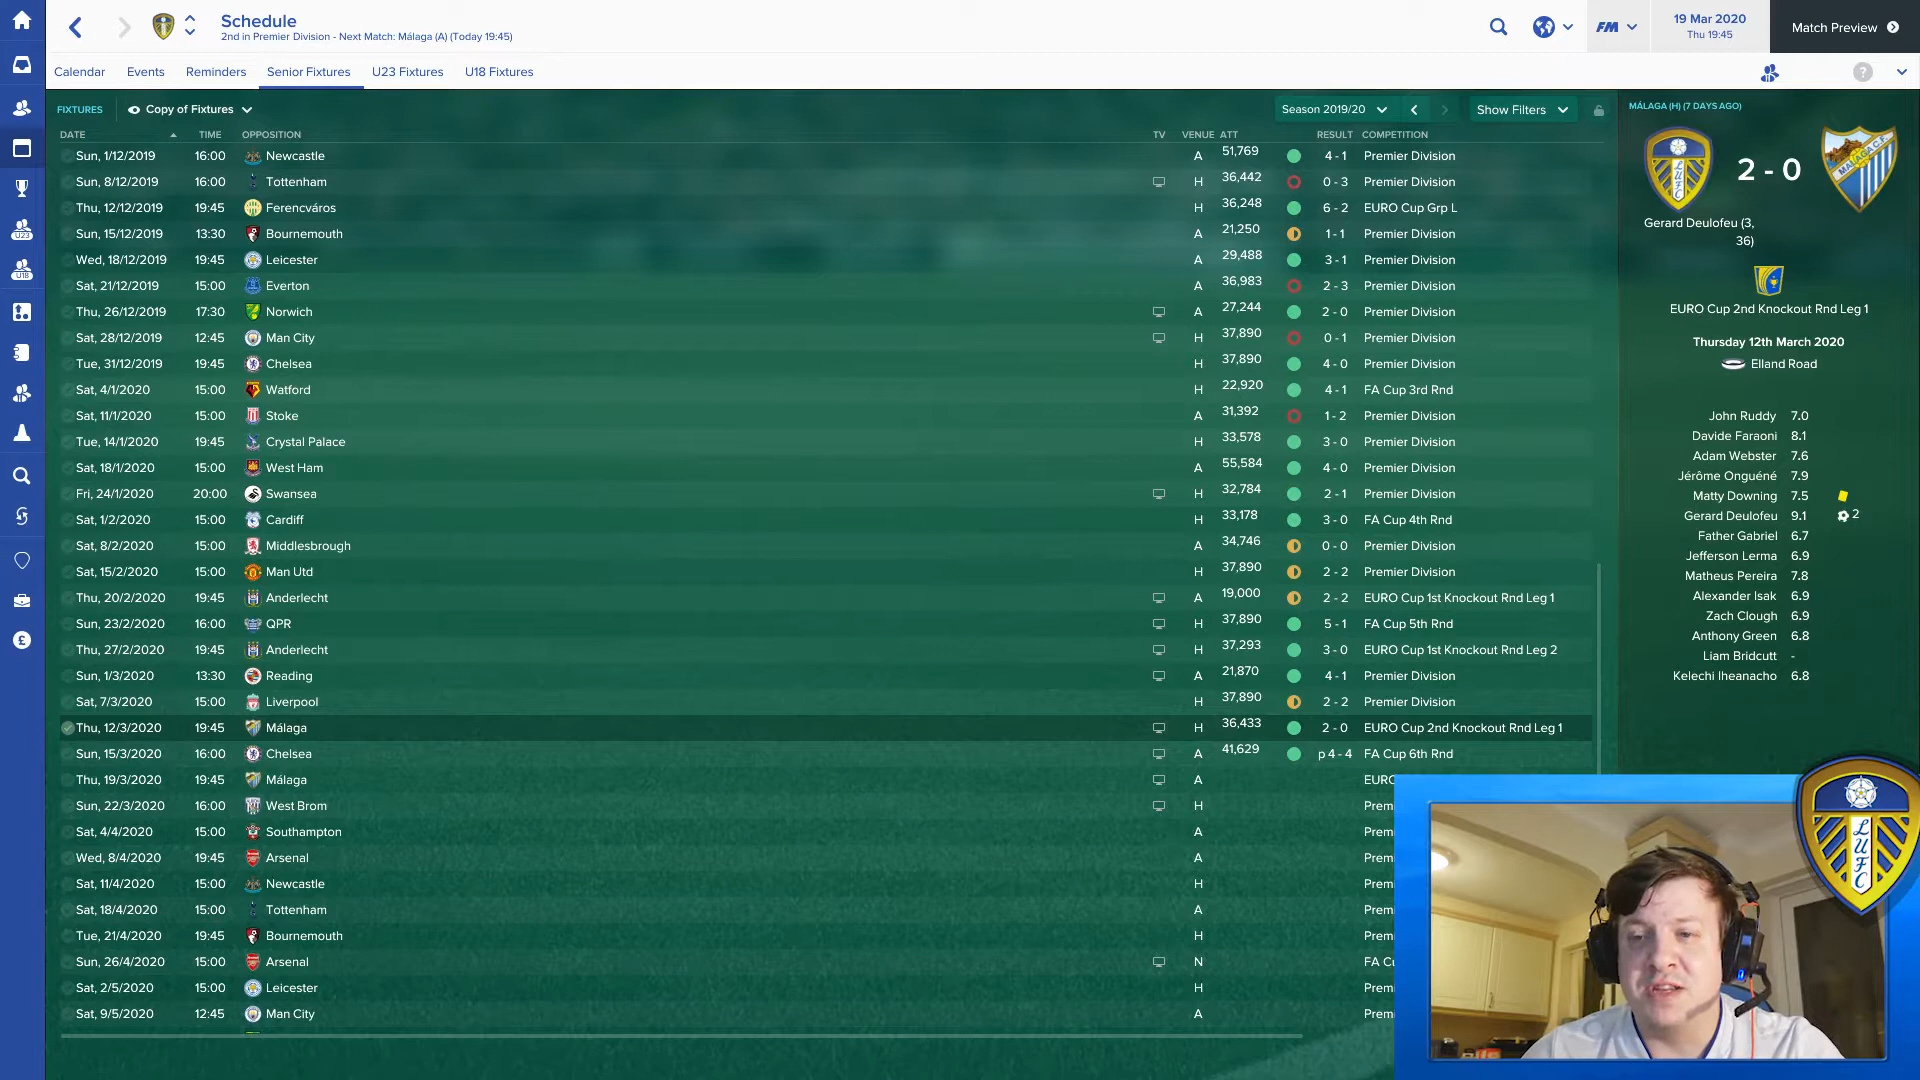 Schedule
2nd in Premier Division - Next Match: Málaga (A) (Today 19:45)
FM
19 Mar 2020
Thu 19:45
Match Preview
Calendar Events Reminders Senior Fixtures U23 Fixtures U18 Fixtures
FIXTURES Copy of Fixtures Season 2019/20 Show Filters
DATE TIME OPPOSITION TV VENUE ATT RESULT COMPETITION
Sun, 1/12/2019 16:00 Newcastle A 51,769 4 - 1 Premier Division
Sun, 8/12/2019 16:00 Tottenham H 36,442 0 - 3 Premier Division
Thu, 12/12/2019 19:45 Ferencváros H 36,248 6 - 2 EURO Cup Grp L
Sun, 15/12/2019 13:30 Bournemouth A 21,250 1 - 1 Premier Division
Wed, 18/12/2019 19:45 Leicester A 29,488 3 - 1 Premier Division
Sat, 21/12/2019 15:00 Everton A 36,983 2 - 3 Premier Division
Thu, 26/12/2019 17:30 Norwich A 27,244 2 - 0 Premier Division
Sat, 28/12/2019 12:45 Man City H 37,890 0 - 1 Premier Division
Tue, 31/12/2019 19:45 Chelsea H 37,890 4 - 0 Premier Division
Sat, 4/1/2020 15:00 Watford H 22,920 4 - 1 FA Cup 3rd Rnd
Sat, 11/1/2020 15:00 Stoke A 31,392 1 - 2 Premier Division
Tue, 14/1/2020 19:45 Crystal Palace H 33,578 3 - 0 Premier Division
Sat, 18/1/2020 15:00 West Ham A 55,584 4 - 0 Premier Division
Fri, 24/1/2020 20:00 Swansea H 32,784 2 - 1 Premier Division
Sat, 1/2/2020 15:00 Cardiff H 33,178 3 - 0 FA Cup 4th Rnd
Sat, 8/2/2020 15:00 Middlesbrough A 34,746 0 - 0 Premier Division
Sat, 15/2/2020 15:00 Man Utd H 37,890 2 - 2 Premier Division
Thu, 20/2/2020 19:45 Anderlecht A 19,000 2 - 2 EURO Cup 1st Knockout Rnd Leg 1
Sun, 23/2/2020 16:00 QPR H 37,890 5 - 1 FA Cup 5th Rnd
Thu, 27/2/2020 19:45 Anderlecht H 37,293 3 - 0 EURO Cup 1st Knockout Rnd Leg 2
Sun, 1/3/2020 13:30 Reading A 21,870 4 - 1 Premier Division
Sat, 7/3/2020 15:00 Liverpool H 37,890 2 - 2 Premier Division
Thu, 12/3/2020 19:45 Málaga H 36,433 2 - 0 EURO Cup 2nd Knockout Rnd Leg 1
Sun, 15/3/2020 16:00 Chelsea A 41,629 p 4 - 4 FA Cup 6th Rnd
Thu, 19/3/2020 19:45 Málaga A EURO
Sun, 22/3/2020 16:00 West Brom H Prem
Sat, 4/4/2020 15:00 Southampton A Prem
Wed, 8/4/2020 19:45 Arsenal A Prem
Sat, 11/4/2020 15:00 Newcastle H Prem
Sat, 18/4/2020 15:00 Tottenham A Prem
Tue, 21/4/2020 19:45 Bournemouth H Prem
Sun, 26/4/2020 15:00 Arsenal N FA Cu
Sat, 2/5/2020 15:00 Leicester H Prem
Sat, 9/5/2020 12:45 Man City A Prem
MÁLAGA (H) (7 DAYS AGO)
2 - 0
Gerard Deulofeu (3,
36)
EURO Cup 2nd Knockout Rnd Leg 1
Thursday 12th March 2020
Elland Road
John Ruddy 7.0
Davide Faraoni 8.1
Adam Webster 7.6
Jérôme Onguéné 7.9
Matty Downing 7.5
Gerard Deulofeu 9.1 2
Father Gabriel 6.7
Jefferson Lerma 6.9
Matheus Pereira 7.8
Alexander Isak 6.9
Zach Clough 6.9
Anthony Green 6.8
Liam Bridcutt -
Kelechi Iheanacho 6.8
U23
U18
LUFC